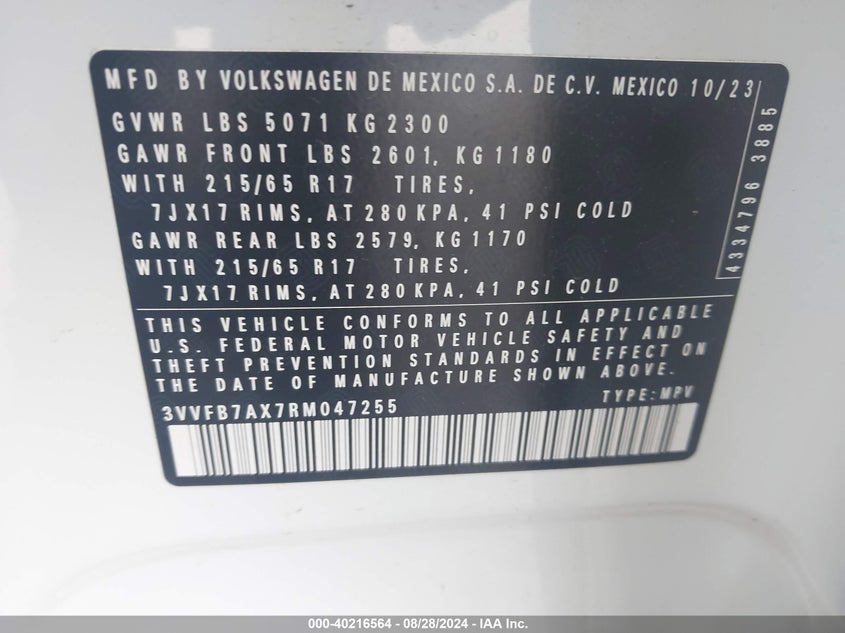 MFD BY VOLKSWAGEN DE MEXICO S.A. DE C.V. MEXICO 10/23
GVWR LBS 5071 KG 2300
GAWR FRONT LBS 2601, KG 1180
WITH 215/65 R17 TIRES,
7JX17 RIMS, AT 280 KPA, 41 PSI COLD
GAWR REAR LBS 2579, KG 1170
WITH 215/65 R17 TIRES,
7JX17 RIMS, AT 280 KPA, 41 PSI COLD
4334796 3885
THIS VEHICLE CONFORMS TO ALL APPLICABLE
U.S. FEDERAL MOTOR VEHICLE SAFETY AND
THEFT PREVENTION STANDARDS IN EFFECT ON
THE DATE OF MANUFACTURE SHOWN ABOVE.
3VVFB7AX7RM047255 TYPE:MPV
000-40216564 - 08/28/2024 - IAA Inc.